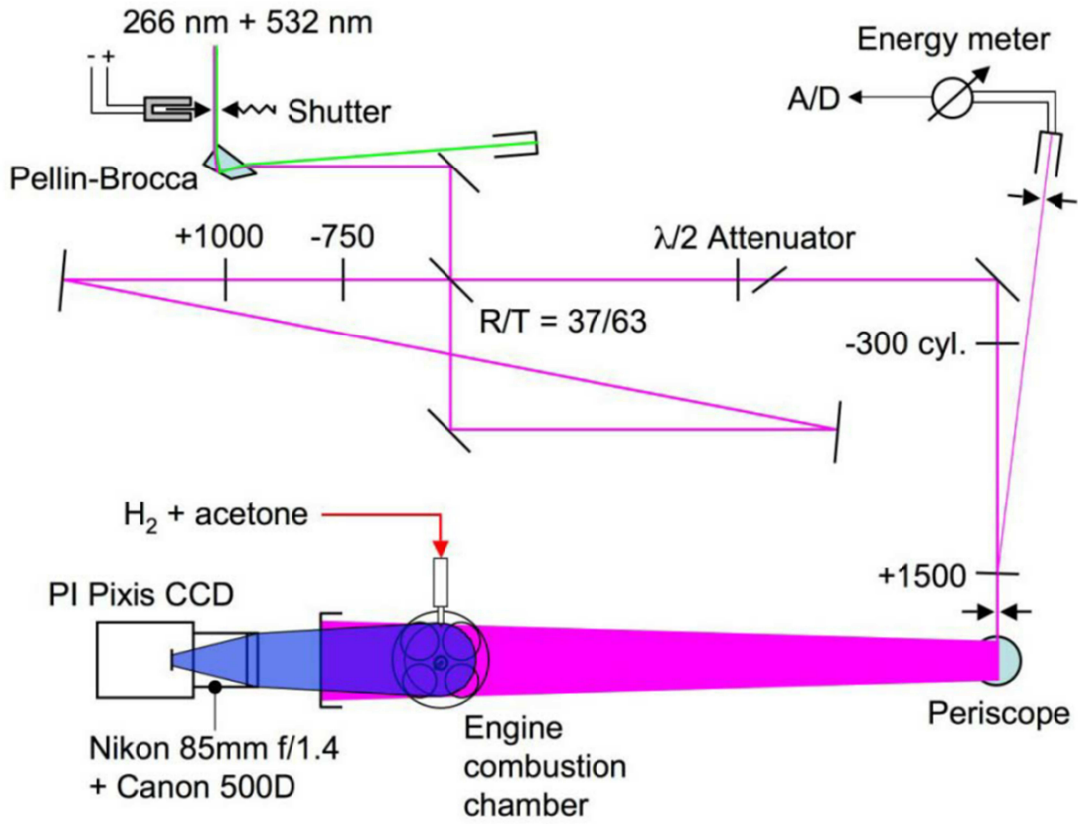 266 nm + 532 nm
- +
Shutter
Pellin-Brocca
Energy meter
A/D
+1000
-750
λ/2 Attenuator
R/T = 37/63
-300 cyl.
H₂ + acetone
+1500
PI Pixis CCD
Periscope
Nikon 85mm f/1.4
+ Canon 500D
Engine
combustion
chamber